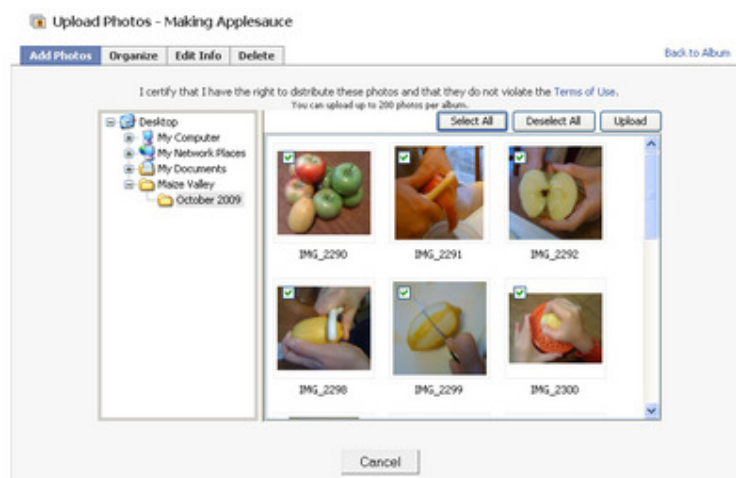 Upload Photos - Making Applesauce
Add Photos Organize Edit Info Delete Back to Album
I certify that I have the right to distribute these photos and that they do not violate the Terms of Use.
You can upload up to 200 photos per album.
Select All Deselect All Upload
Desktop
My Computer
My Network Places
My Documents
Maize Valley
October 2009
IMG_2290 IMG_2291 IMG_2292
IMG_2298 IMG_2299 IMG_2300
Cancel